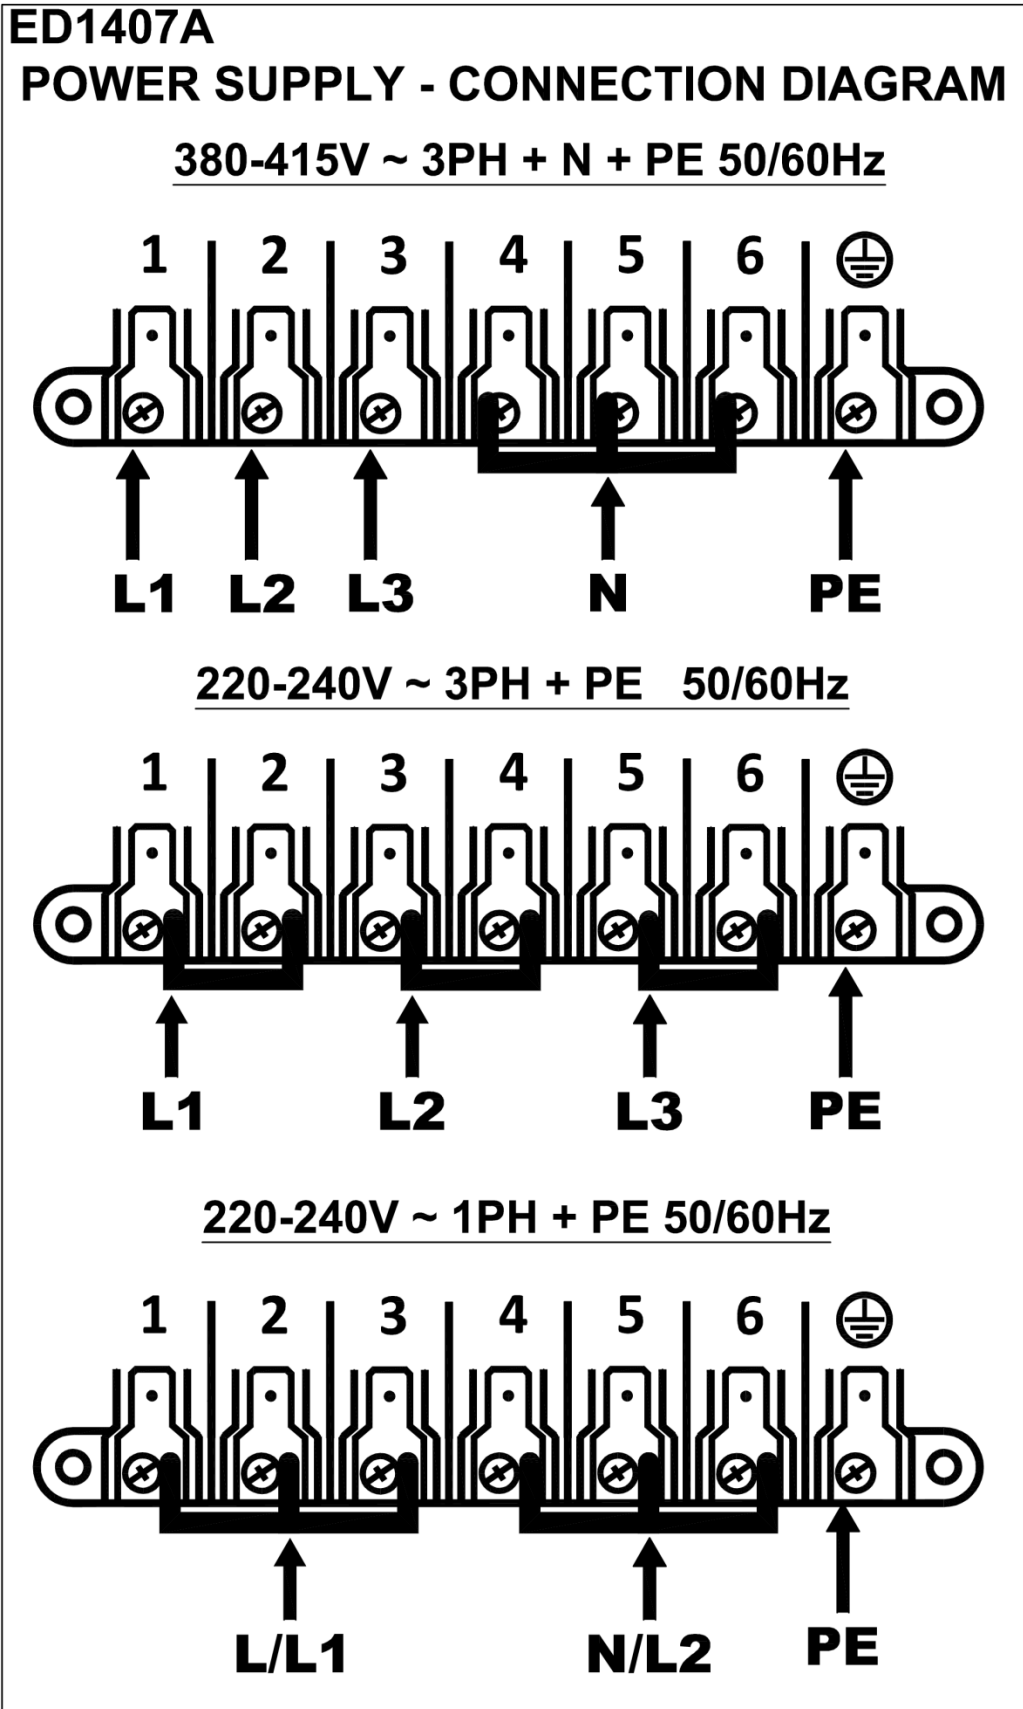 ED1407A
POWER SUPPLY - CONNECTION DIAGRAM
380-415V ~ 3PH + N + PE 50/60Hz
1 2 3 4 5 6
L1 L2 L3 N PE
220-240V ~ 3PH + PE 50/60Hz
1 2 3 4 5 6
L1 L2 L3 PE
220-240V ~ 1PH + PE 50/60Hz
1 2 3 4 5 6
L/L1 N/L2 PE